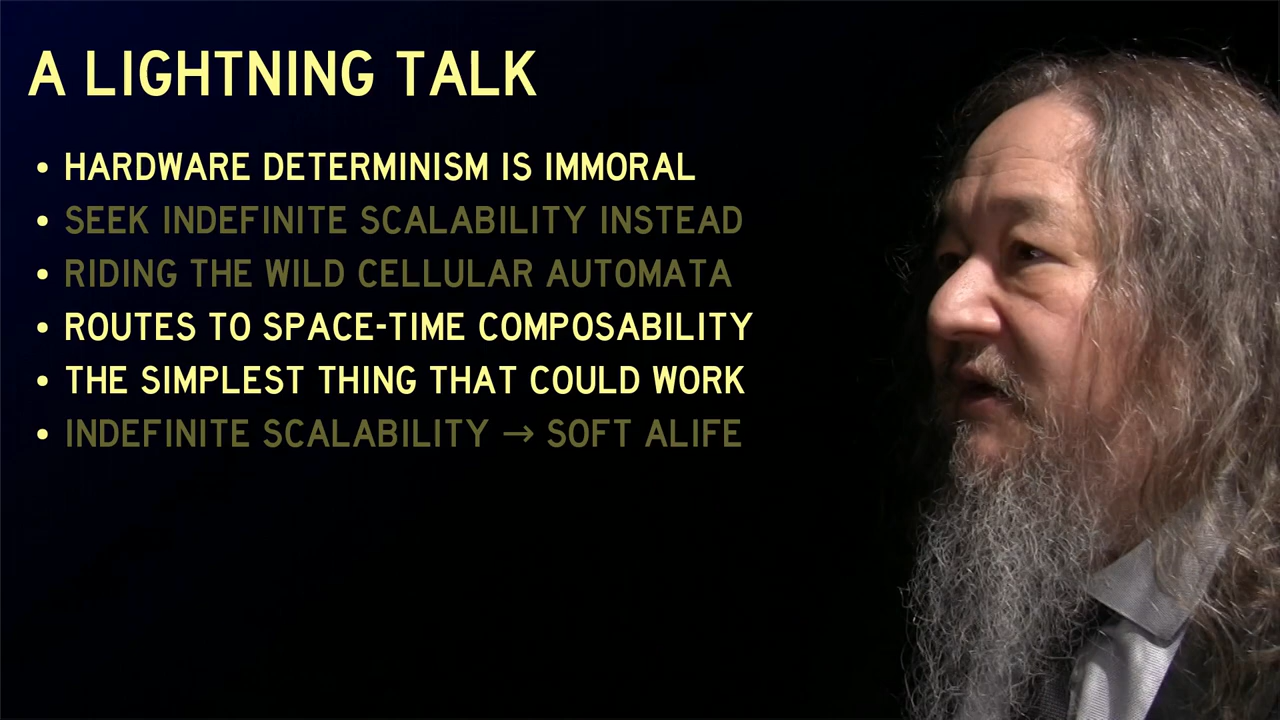 A LIGHTNING TALK
• HARDWARE DETERMINISM IS IMMORAL
• SEEK INDEFINITE SCALABILITY INSTEAD
• RIDING THE WILD CELLULAR AUTOMATA
• ROUTES TO SPACE-TIME COMPOSABILITY
• THE SIMPLEST THING THAT COULD WORK
• INDEFINITE SCALABILITY → SOFT ALIFE